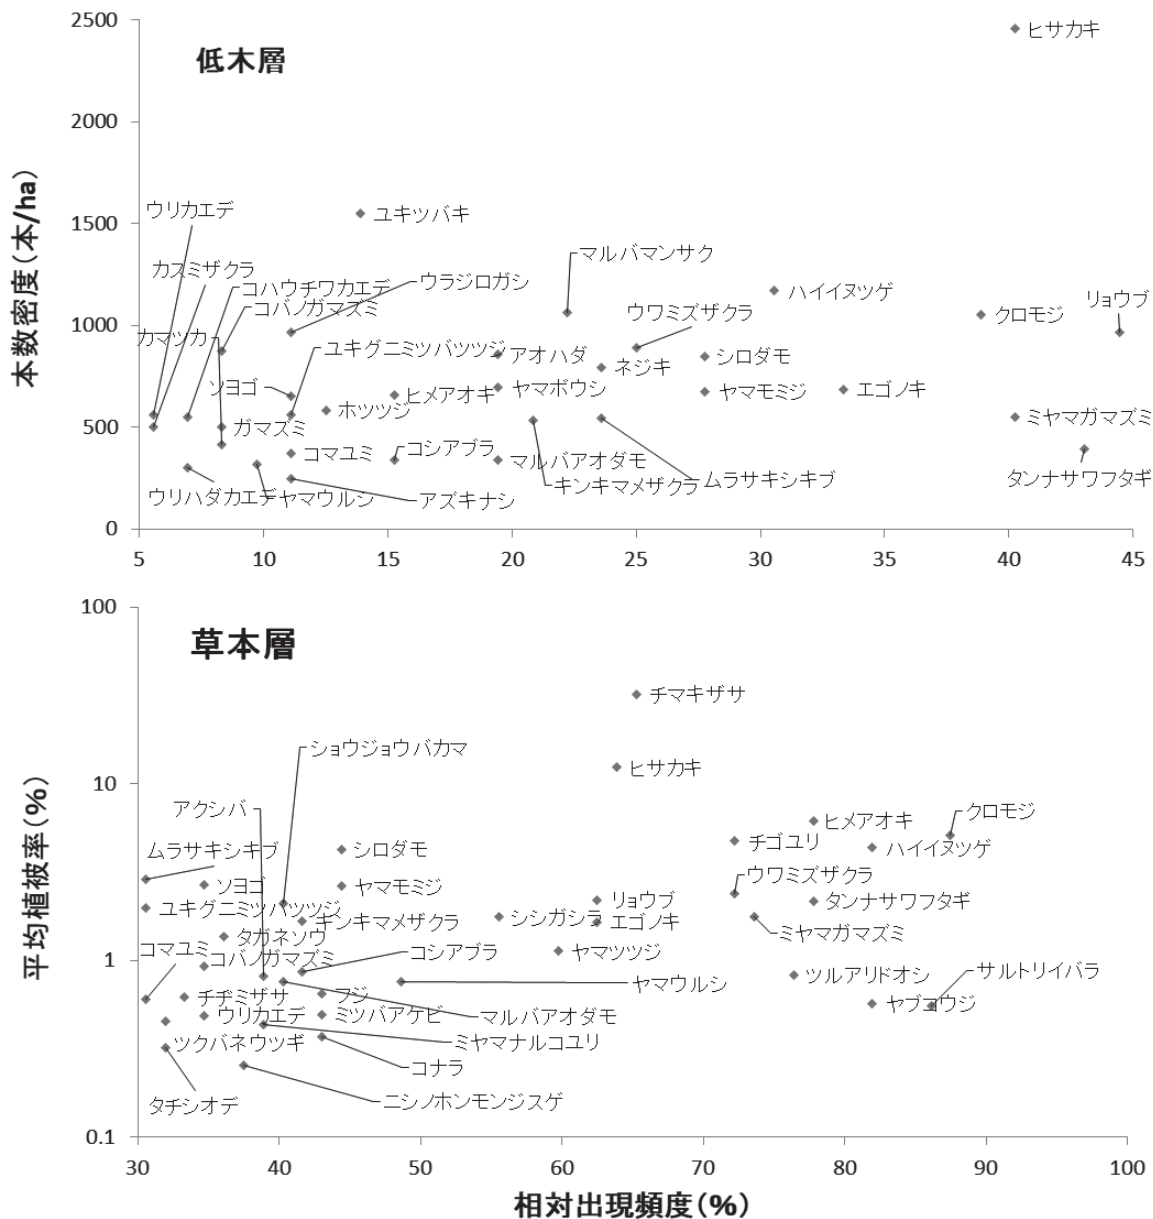 低木層
本数密度(本/ha)
2500
2000
1500
1000
500
0
5 10 15 20 25 30 35 40 45
ヒサカキ
ウリカエデ
ユキツバキ
カスミザクラ
コハウチワカエデ
ウラジロガシ
マルバマンサク
ハイイヌツゲ
リョウブ
コバノガマズミ
ウワミズザクラ
クロモジ
カマツカ
ユキグニミツバツツジ
アオハダ
ネジキ
シロダモ
ソヨゴ
ホツツジ
ヒメアオキ
ヤマボウシ
ヤマモミジ
エゴノキ
ガマズミ
ミヤマガマズミ
コマユミ
コシアブラ
マルバアオダモ
ムラサキシキブ
タンナサワフタギ
ウリハダカエデ
ヤマウルシ
アズキナシ
キンキマメザクラ
草本層
平均植被率(%)
100
10
1
0.1
30 40 50 60 70 80 90 100
相対出現頻度(%)
チマキザサ
ショウジョウバカマ
ヒサカキ
アクシバ
ヒメアオキ
クロモジ
ムラサキシキブ
シロダモ
チゴユリ
ハイイヌツゲ
ソヨゴ
ヤマモミジ
ウワミズザクラ
リョウブ
タンナサワフタギ
ユキグニミツバツツジ
キンキマメザクラ
シシガシラ
エゴノキ
ミヤマガマズミ
タガネソウ
コマユミ
コバノガマズミ
コシアブラ
ヤマツツジ
ツルアリドオシ
サルトリイバラ
ヤマウルシ
チヂミザサ
フジ
ヤブコウジ
ウリカエデ
ミツバアケビ
マルバアオダモ
ツクバネウツギ
ミヤマナルコユリ
コナラ
タチシオデ
ニシノホンモンジスゲ